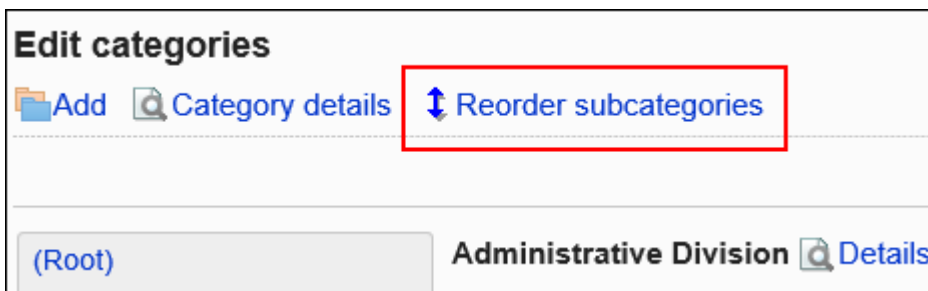 Edit categories
Add Category details Reorder subcategories
(Root) Administrative Division Details